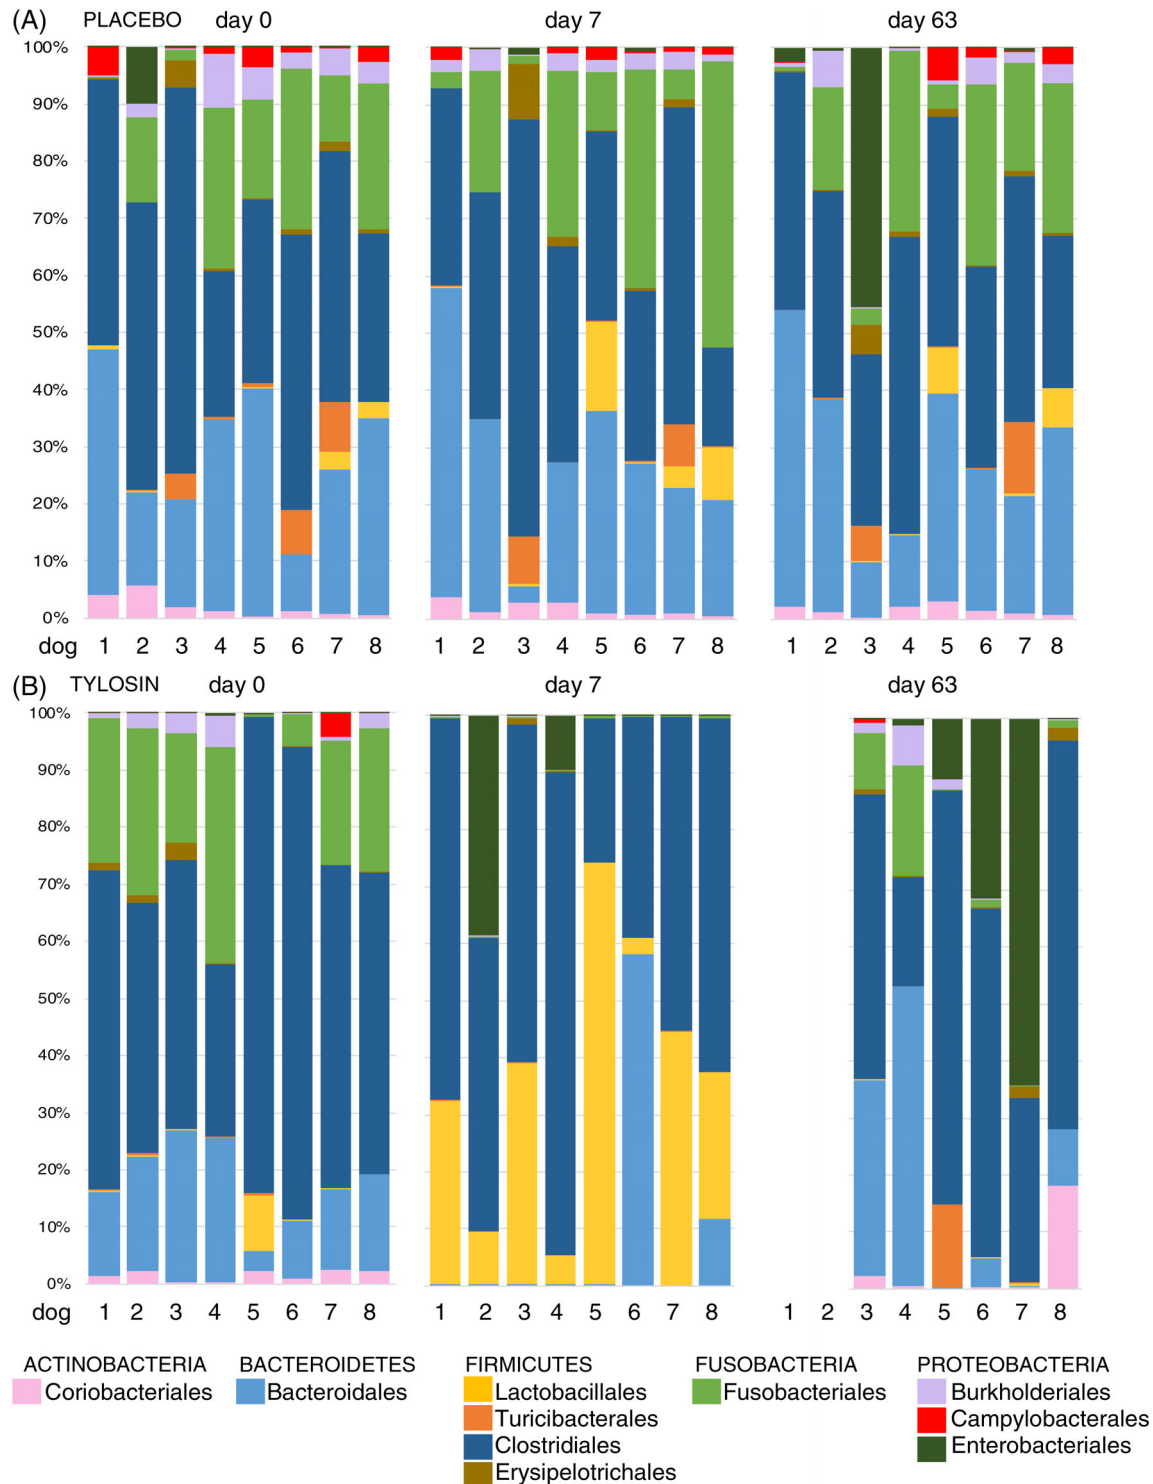 (A) PLACEBO day 0 day 7 day 63
100%
90%
80%
70%
60%
50%
40%
30%
20%
10%
0%
dog 1 2 3 4 5 6 7 8 1 2 3 4 5 6 7 8 1 2 3 4 5 6 7 8
(B) TYLOSIN day 0 day 7 day 63
100%
90%
80%
70%
60%
50%
40%
30%
20%
10%
0%
dog 1 2 3 4 5 6 7 8 1 2 3 4 5 6 7 8 1 2 3 4 5 6 7 8
ACTINOBACTERIA BACTEROIDETES FIRMICUTES FUSOBACTERIA PROTEOBACTERIA
Coriobacteriales Bacteroidales Lactobacillales Fusobacteriales Burkholderiales
Turicibacterales Campylobacterales
Clostridiales Enterobacteriales
Erysipelotrichales